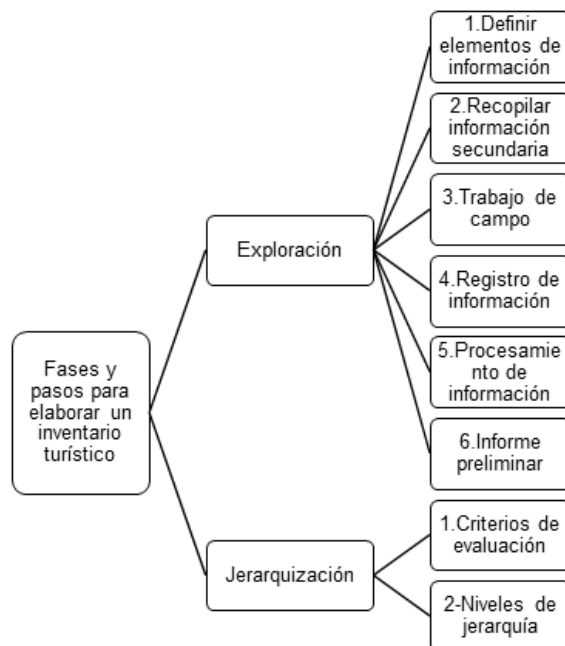 Fases y
pasos para
elaborar un
inventario
turístico
Exploración
1.Definir
elementos de
información
2.Recopilar
información
secundaria
3.Trabajo de
campo
4.Registro de
información
5.Procesamie
nto de
información
6.Informe
preliminar
Jerarquización
1.Criterios de
evaluación
2-Niveles de
jerarquía